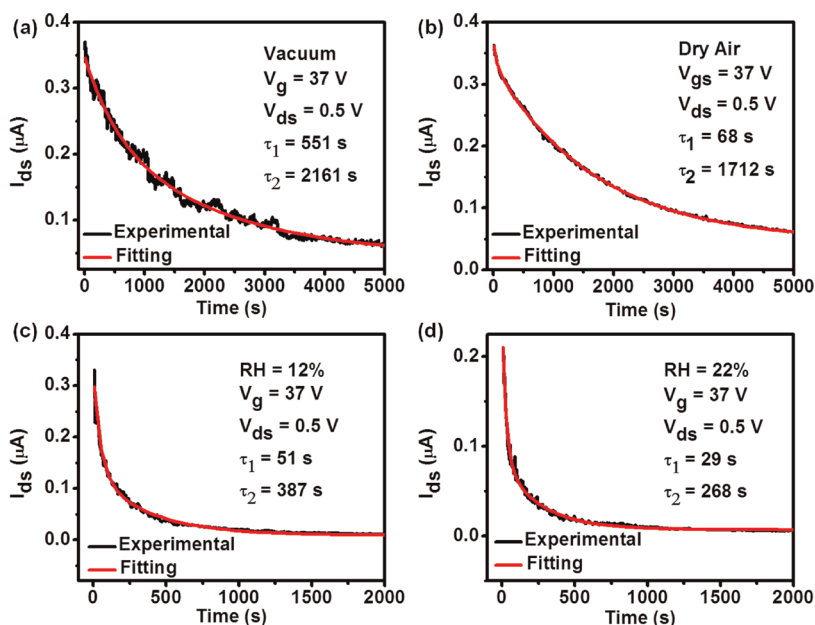 (a)
0.4
0.3
0.2
0.1
I_ds (μA)
Vacuum
V_g = 37 V
V_ds = 0.5 V
τ_1 = 551 s
τ_2 = 2161 s
Experimental
Fitting
0 1000 2000 3000 4000 5000
Time (s)
(b)
0.4
0.3
0.2
0.1
0.0
I_ds (μA)
Dry Air
V_gs = 37 V
V_ds = 0.5 V
τ_1 = 68 s
τ_2 = 1712 s
Experimental
Fitting
0 1000 2000 3000 4000 5000
Time (s)
(c)
0.4
0.3
0.2
0.1
0.0
I_ds (μA)
RH = 12%
V_g = 37 V
V_ds = 0.5 V
τ_1 = 51 s
τ_2 = 387 s
Experimental
Fitting
0 500 1000 1500 2000
Time (s)
(d)
0.2
0.1
0.0
I_ds (μA)
RH = 22%
V_g = 37 V
V_ds = 0.5 V
τ_1 = 29 s
τ_2 = 268 s
Experimental
Fitting
0 500 1000 1500 2000
Time (s)